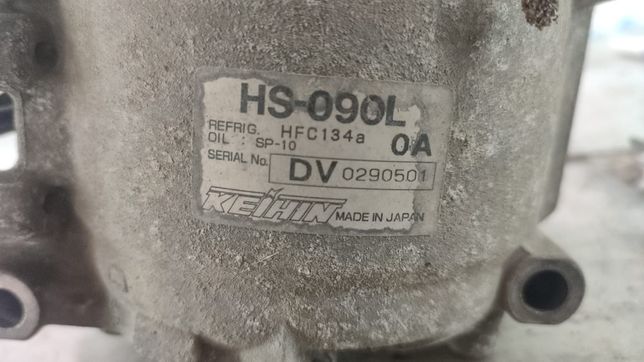 HS-090L
REFRIG. HFC134a
OIL : SP-10 0A
SERIAL No. DV 0290501
KEIHIN MADE IN JAPAN